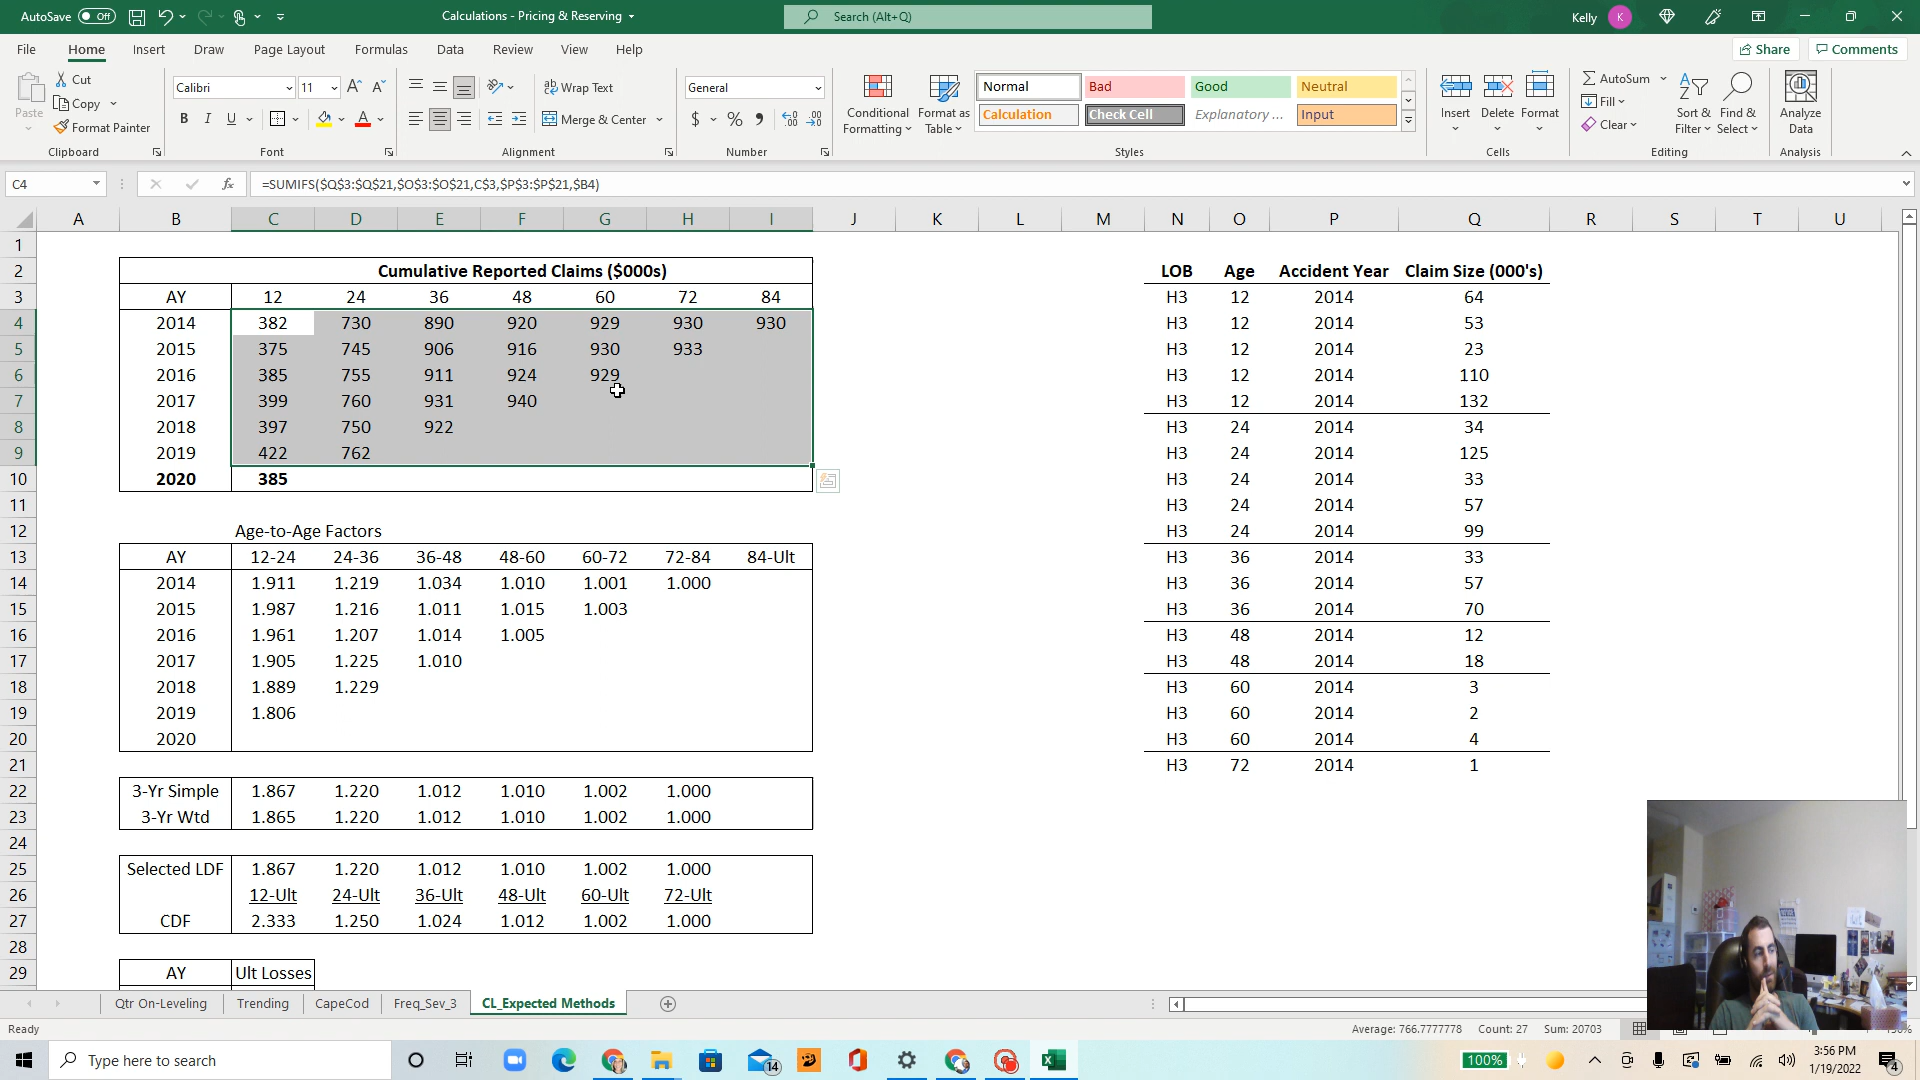 AutoSave Off
Calculations - Pricing & Reserving
Search (Alt+Q)
Kelly K
File Home Insert Draw Page Layout Formulas Data Review View Help
Share Comments
Paste
Cut
Copy
Format Painter
Clipboard
Calibri 11
B I U
Font
Wrap Text
Merge & Center
Alignment
General
$ % 9
Number
Conditional Formatting
Format as Table
Normal Bad Good Neutral
Calculation Check Cell Explanatory ... Input
Styles
Insert Delete Format
Cells
AutoSum
Fill
Clear
Sort & Filter
Find & Select
Editing
Analyze Data
Analysis
C4
fx =SUMIFS($Q$3:$Q$21,$O$3:$O$21,C$3,$P$3:$P$21,$B4)
A B C D E F G H I J K L M N O P Q R S T U
1
2 Cumulative Reported Claims ($000s) LOB Age Accident Year Claim Size (000's)
3 AY 12 24 36 48 60 72 84 H3 12 2014 64
4 2014 382 730 890 920 929 930 930 H3 12 2014 53
5 2015 375 745 906 916 930 933 H3 12 2014 23
6 2016 385 755 911 924 929 H3 12 2014 110
7 2017 399 760 931 940 H3 12 2014 132
8 2018 397 750 922 H3 24 2014 34
9 2019 422 762 H3 24 2014 125
10 2020 385 H3 24 2014 33
11 H3 24 2014 57
12 Age-to-Age Factors H3 24 2014 99
13 AY 12-24 24-36 36-48 48-60 60-72 72-84 84-Ult H3 36 2014 33
14 2014 1.911 1.219 1.034 1.010 1.001 1.000 H3 36 2014 57
15 2015 1.987 1.216 1.011 1.015 1.003 H3 36 2014 70
16 2016 1.961 1.207 1.014 1.005 H3 48 2014 12
17 2017 1.905 1.225 1.010 H3 48 2014 18
18 2018 1.889 1.229 H3 60 2014 3
19 2019 1.806 H3 60 2014 2
20 2020 H3 60 2014 4
21 H3 72 2014 1
22 3-Yr Simple 1.867 1.220 1.012 1.010 1.002 1.000
23 3-Yr Wtd 1.865 1.220 1.012 1.010 1.002 1.000
24
25 Selected LDF 1.867 1.220 1.012 1.010 1.002 1.000
26 12-Ult 24-Ult 36-Ult 48-Ult 60-Ult 72-Ult
27 CDF 2.333 1.250 1.024 1.012 1.002 1.000
28
29 AY Ult Losses
Qtr On-Leveling Trending CapeCod Freq_Sev_3 CL_Expected Methods
Ready
Average: 766.7777778 Count: 27 Sum: 20703
Type here to search
14
100%
3:56 PM
1/19/2022
4